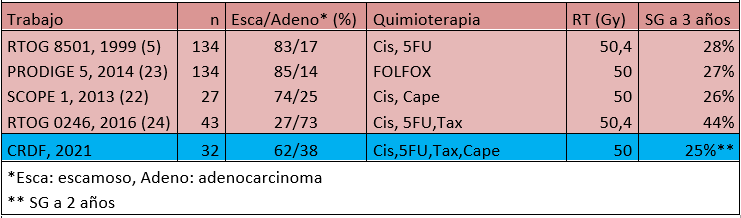 Trabajo n Esca/Adeno* (%) Quimioterapia RT (Gy) SG a 3 años
RTOG 8501, 1999 (5) 134 83/17 Cis, 5FU 50,4 28%
PRODIGE 5, 2014 (23) 134 85/14 FOLFOX 50 27%
SCOPE 1, 2013 (22) 27 74/25 Cis, Cape 50 26%
RTOG 0246, 2016 (24) 43 27/73 Cis, 5FU,Tax 50,4 44%
CRDF, 2021 32 62/38 Cis,5FU,Tax,Cape 50 25%**
*Esca: escamoso, Adeno: adenocarcinoma
** SG a 2 años